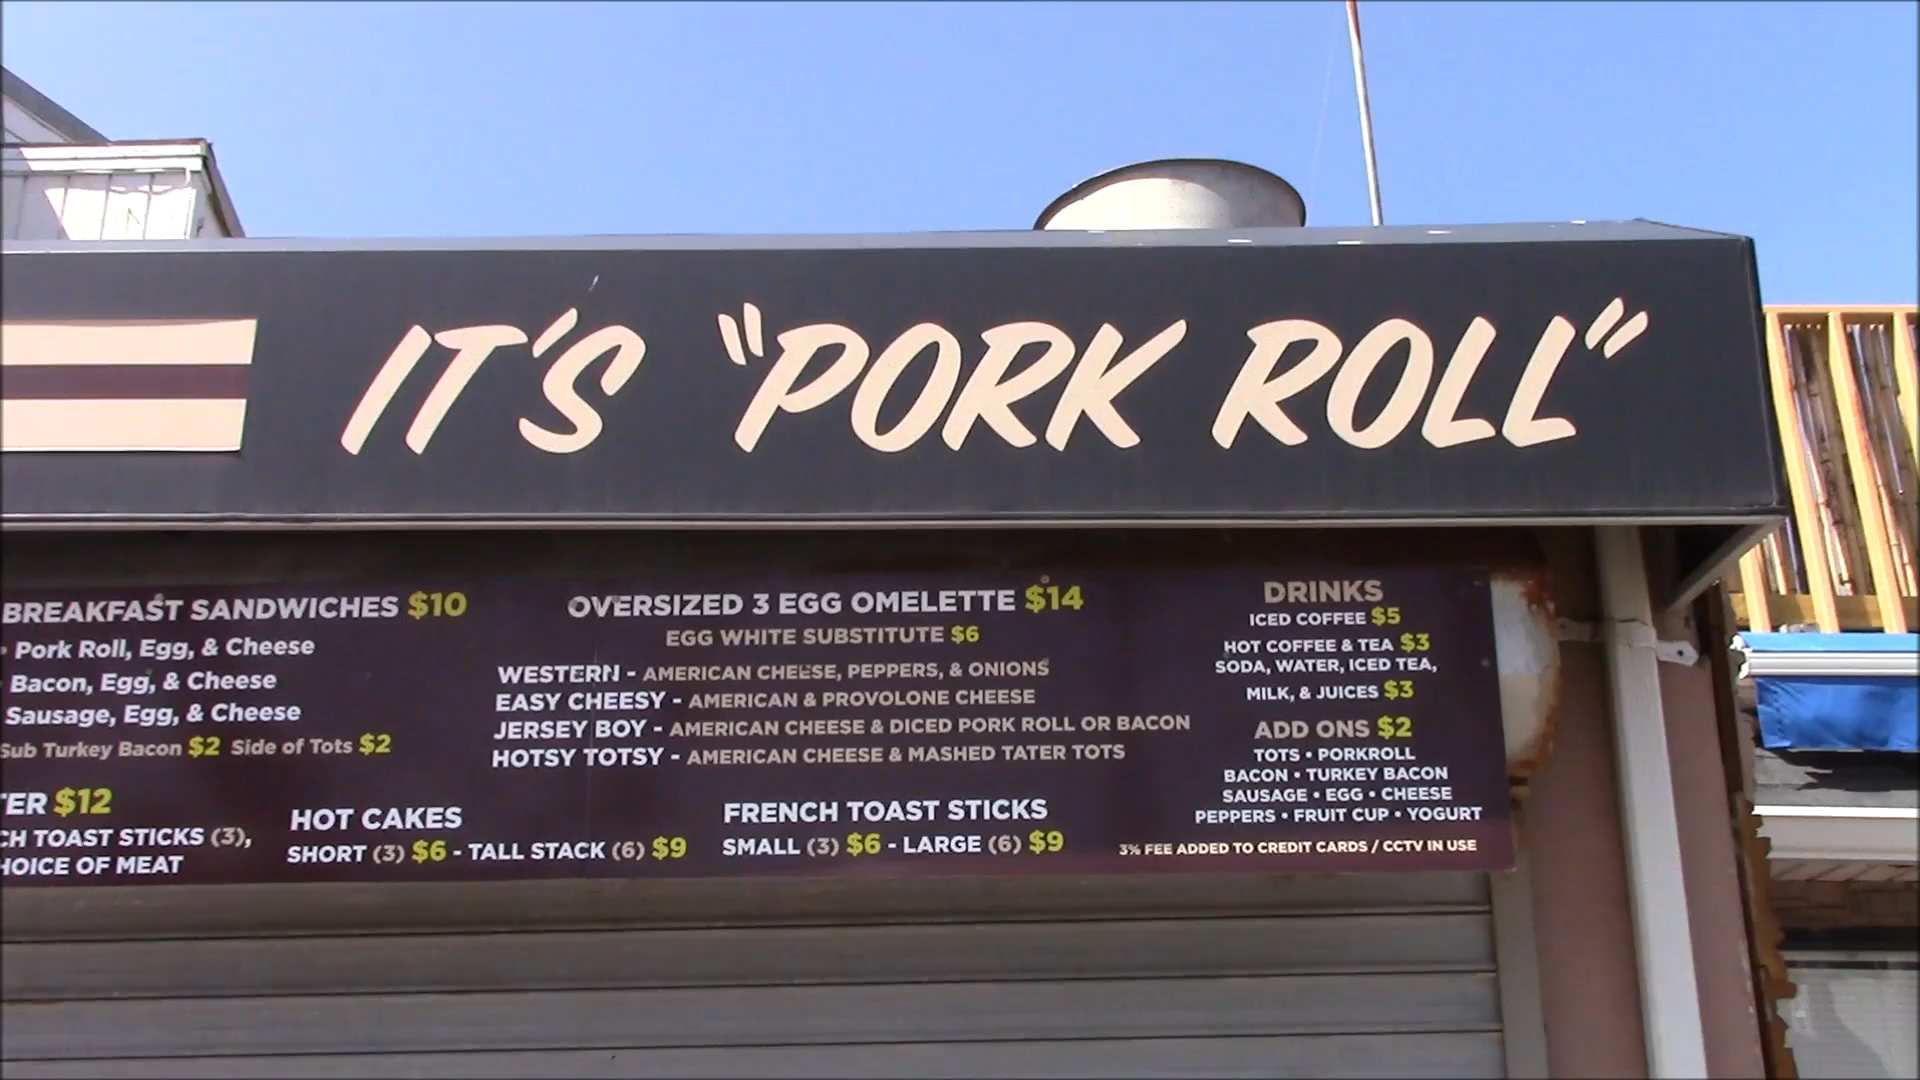 IT'S "PORK ROLL"
BREAKFAST SANDWICHES $10
• Pork Roll, Egg, & Cheese
Bacon, Egg, & Cheese
Sausage, Egg, & Cheese
Sub Turkey Bacon $2 Side of Tots $2
OVERSIZED 3 EGG OMELETTE $14
EGG WHITE SUBSTITUTE $6
WESTERN - AMERICAN CHEESE, PEPPERS, & ONIONS
EASY CHEESY - AMERICAN & PROVOLONE CHEESE
JERSEY BOY - AMERICAN CHEESE & DICED PORK ROLL OR BACON
HOTSY TOTSY - AMERICAN CHEESE & MASHED TATER TOTS
DRINKS
ICED COFFEE $5
HOT COFFEE & TEA $3
SODA, WATER, ICED TEA,
MILK, & JUICES $3
ADD ONS $2
TOTS • PORKROLL
BACON • TURKEY BACON
SAUSAGE • EGG • CHEESE
PEPPERS • FRUIT CUP • YOGURT
3% FEE ADDED TO CREDIT CARDS / CCTV IN USE
TER $12
CH TOAST STICKS (3),
HOICE OF MEAT
HOT CAKES
SHORT (3) $6 - TALL STACK (6) $9
FRENCH TOAST STICKS
SMALL (3) $6 - LARGE (6) $9